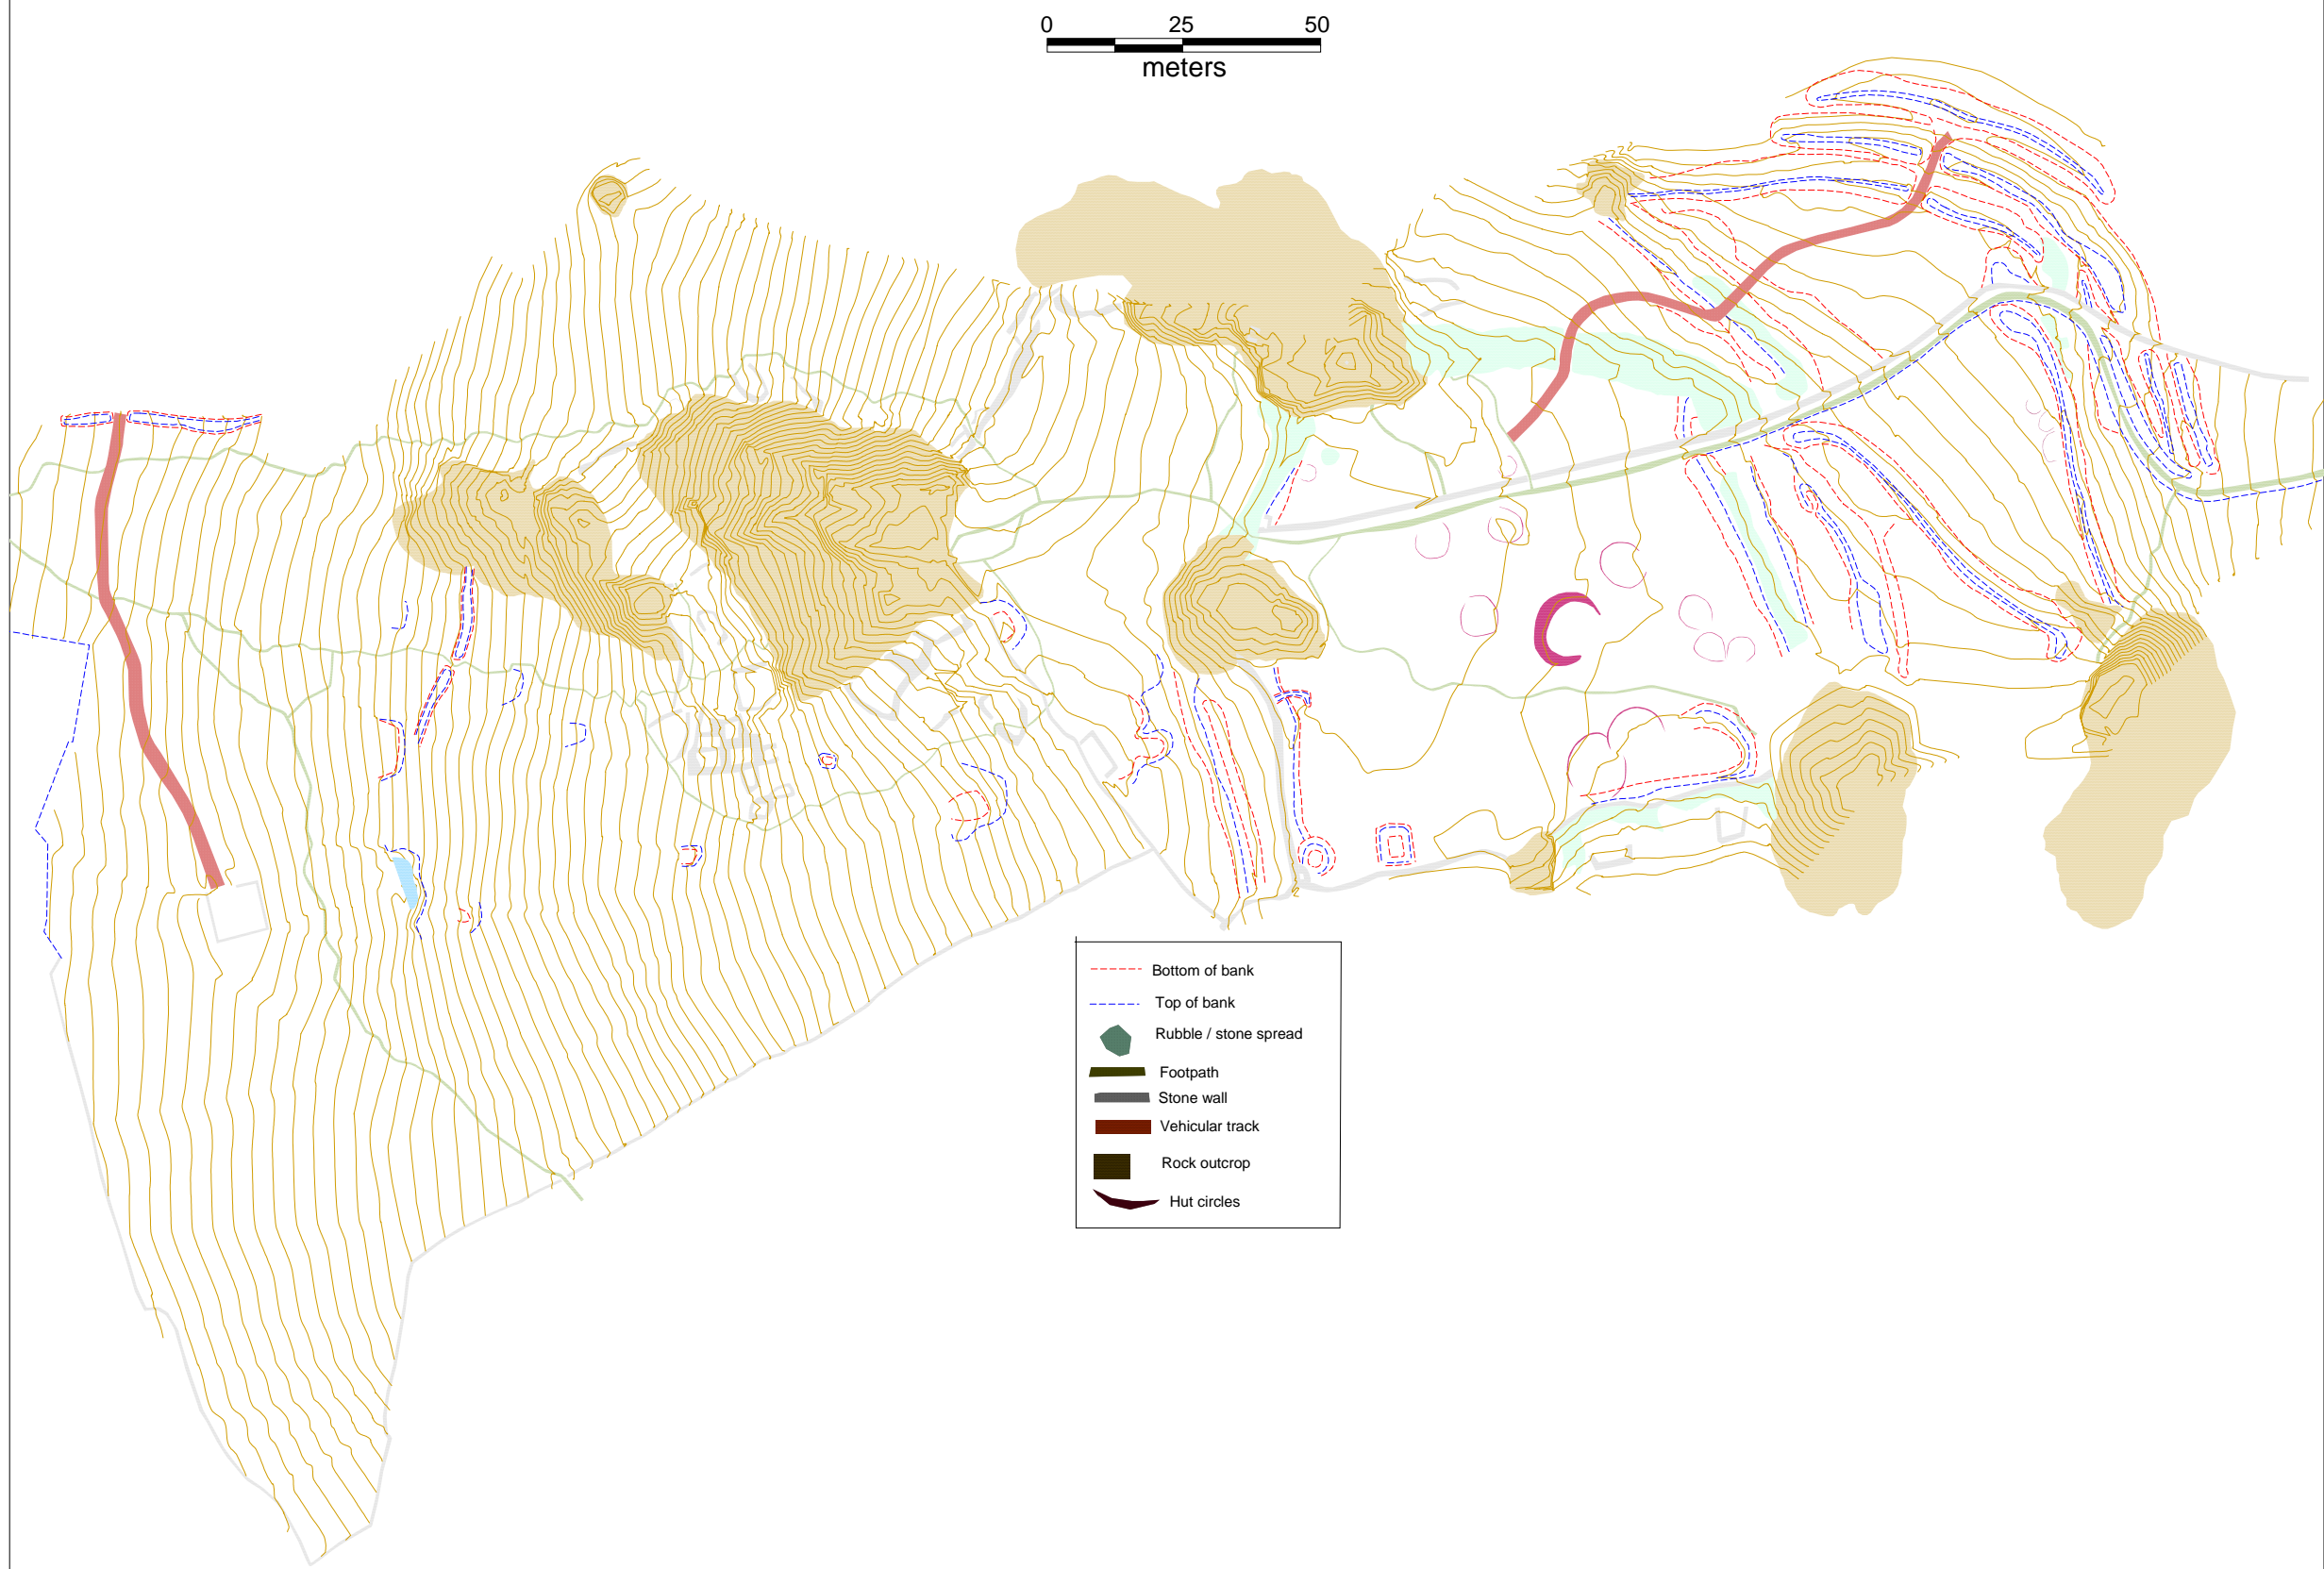 0 25 50
meters
Bottom of bank
Top of bank
Rubble / stone spread
Footpath
Stone wall
Vehicular track
Rock outcrop
Hut circles